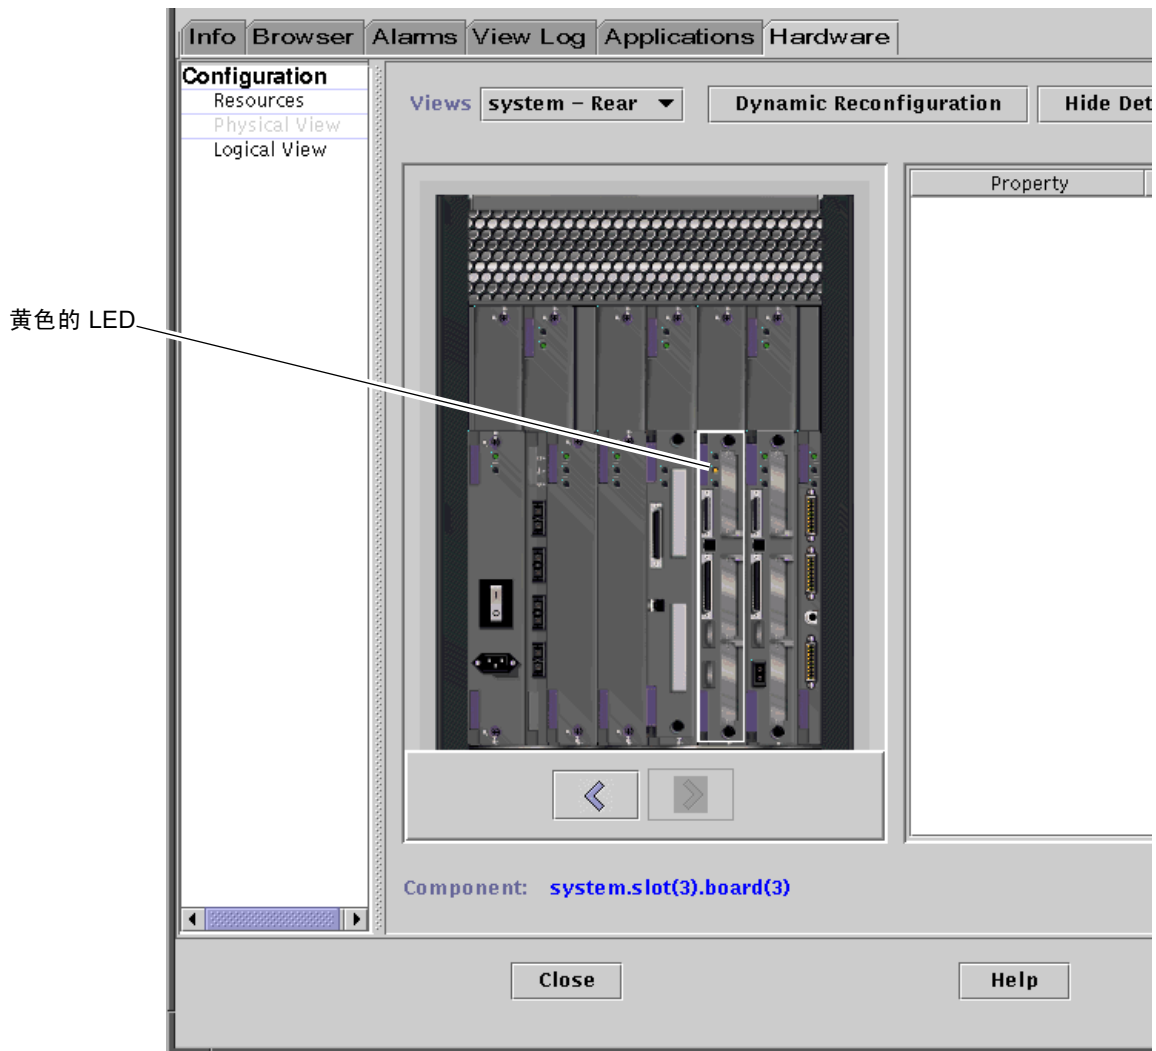 Info Browser Alarms View Log Applications Hardware
Configuration
Resources
Physical View
Logical View
Views system – Rear Dynamic Reconfiguration Hide Det
Property
黄色的 LED
Component: system.slot(3).board(3)
Close Help